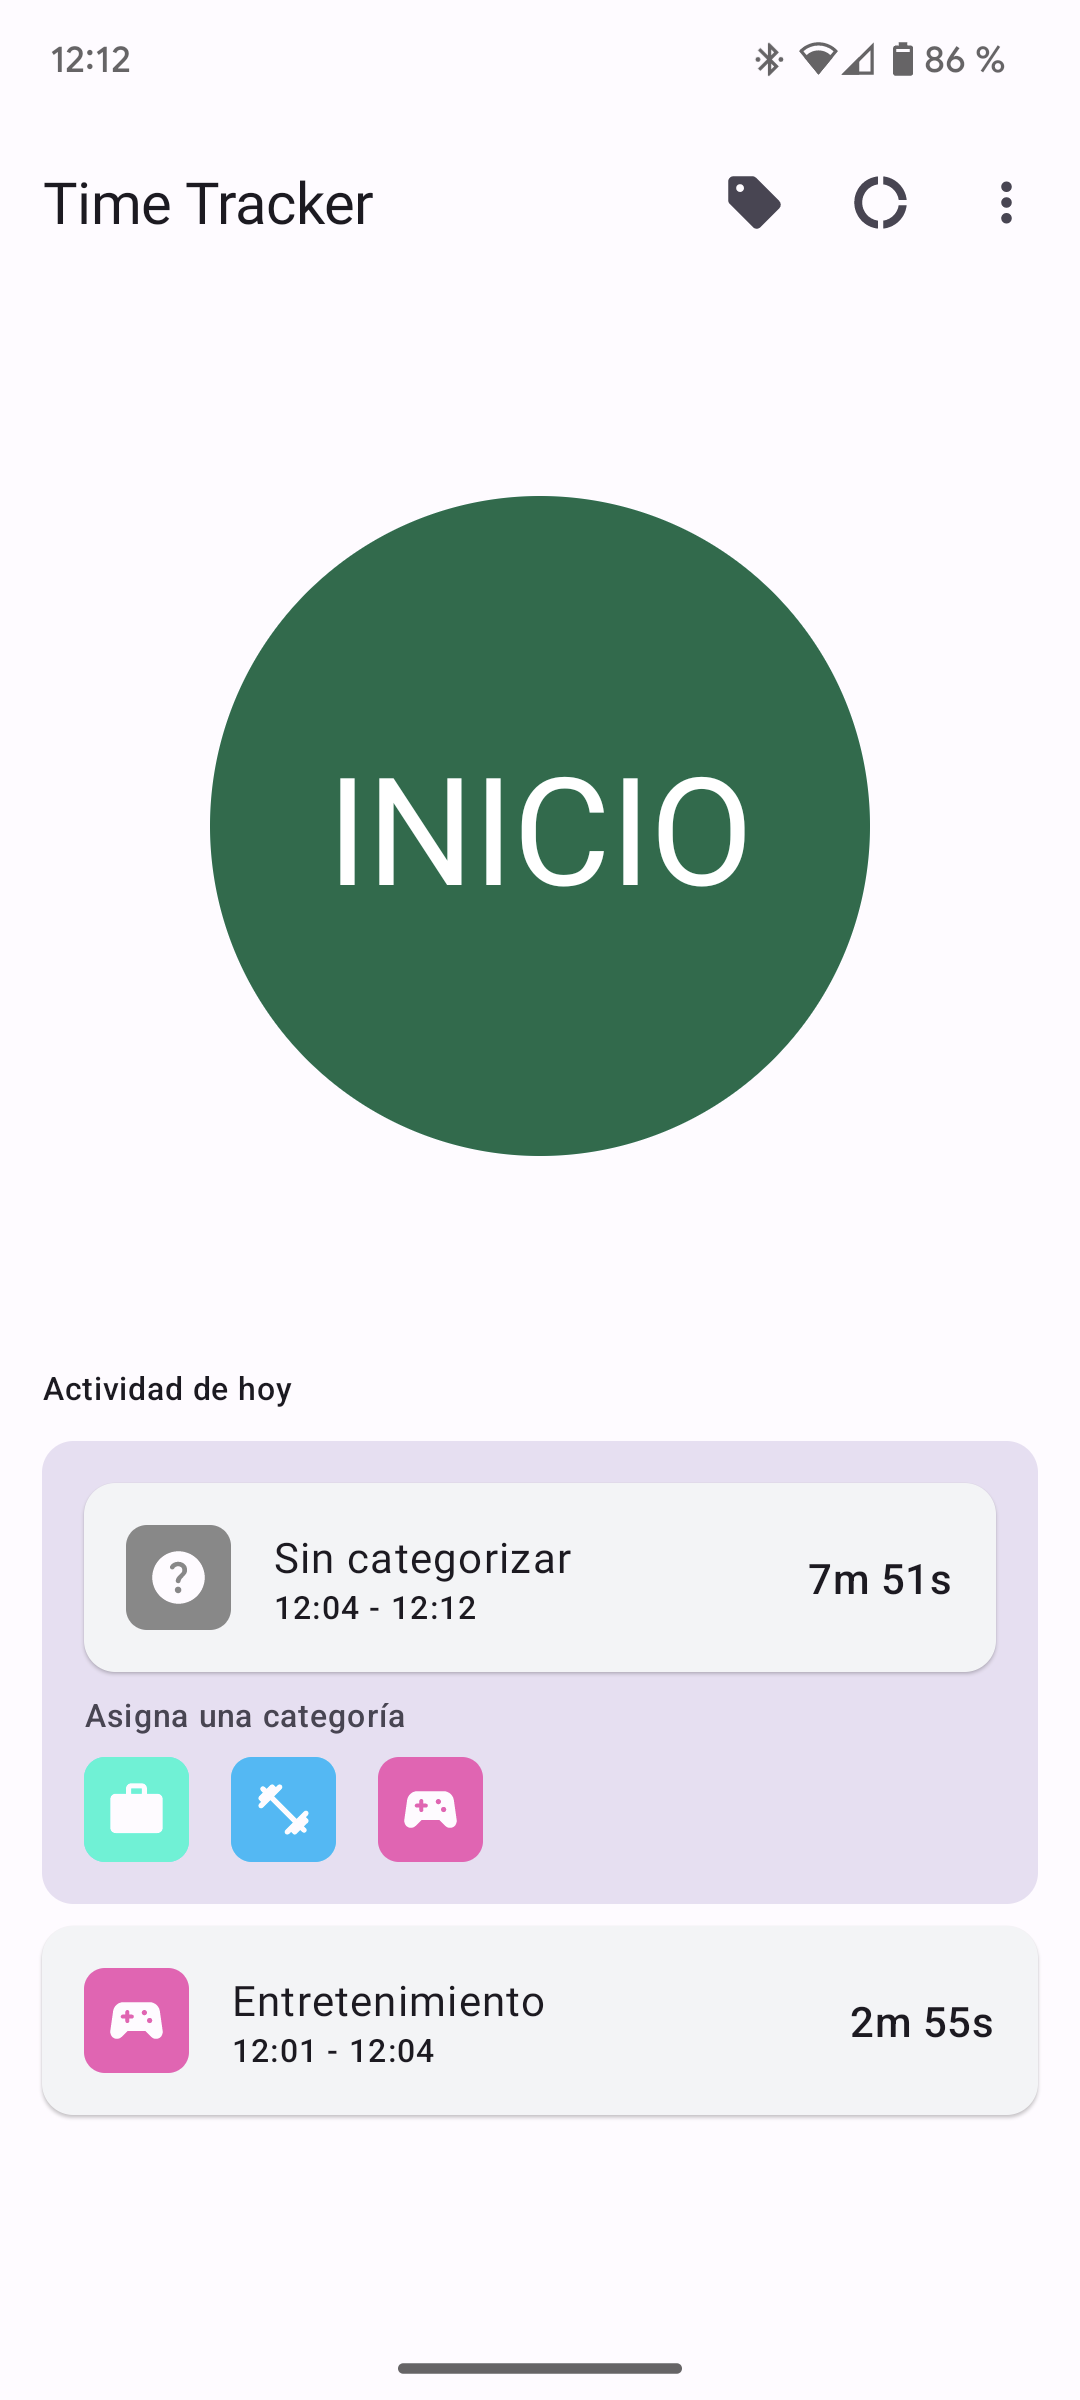 12:12
86 %
Time Tracker
INICIO
Actividad de hoy
Sin categorizar
12:04 - 12:12
7m 51s
Asigna una categoría
Entretenimiento
12:01 - 12:04
2m 55s